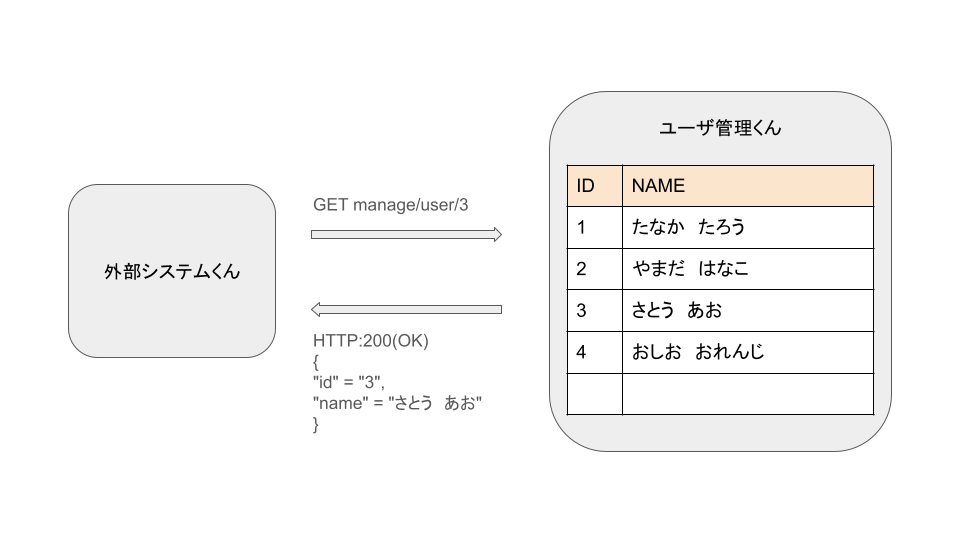 外部システムくん
GET manage/user/3
HTTP:200(OK)
{
"id" = "3",
"name" = "さとう　あお"
}
ユーザ管理くん
ID NAME
1 たなか　たろう
2 やまだ　はなこ
3 さとう　あお
4 おしお　おれんじ